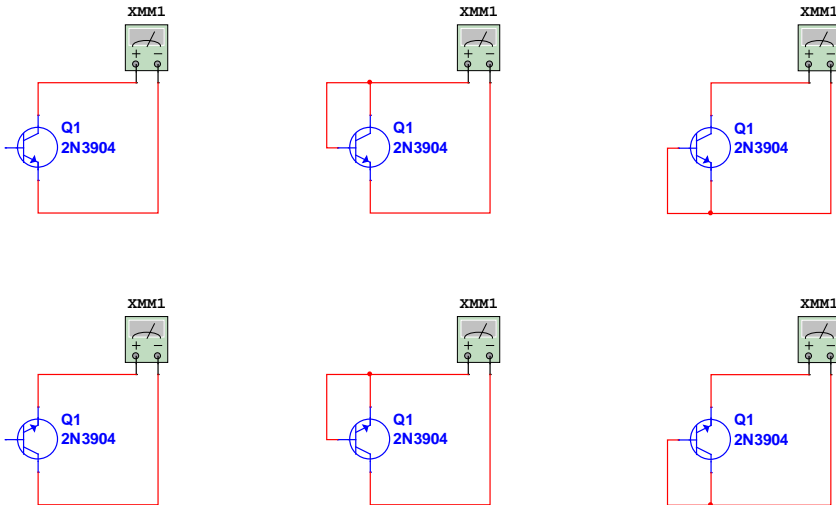 XMM1 XMM1 XMM1
+ − + − + −
Q1 Q1 Q1
2N3904 2N3904 2N3904
XMM1 XMM1 XMM1
+ − + − + −
Q1 Q1 Q1
2N3904 2N3904 2N3904